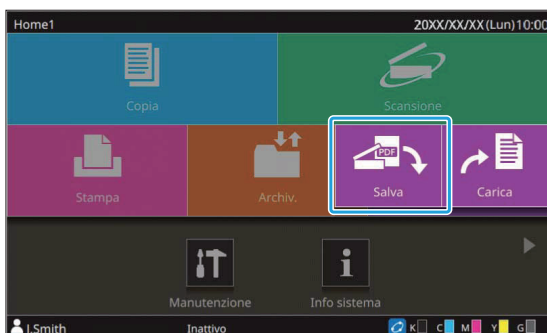 Home1 20XX/XX/XX(Lun)10:00
Copia Scansione
PDF
Stampa Archiv. Salva Carica
Manutenzione Info sistema
I.Smith Inattivo K C M Y G